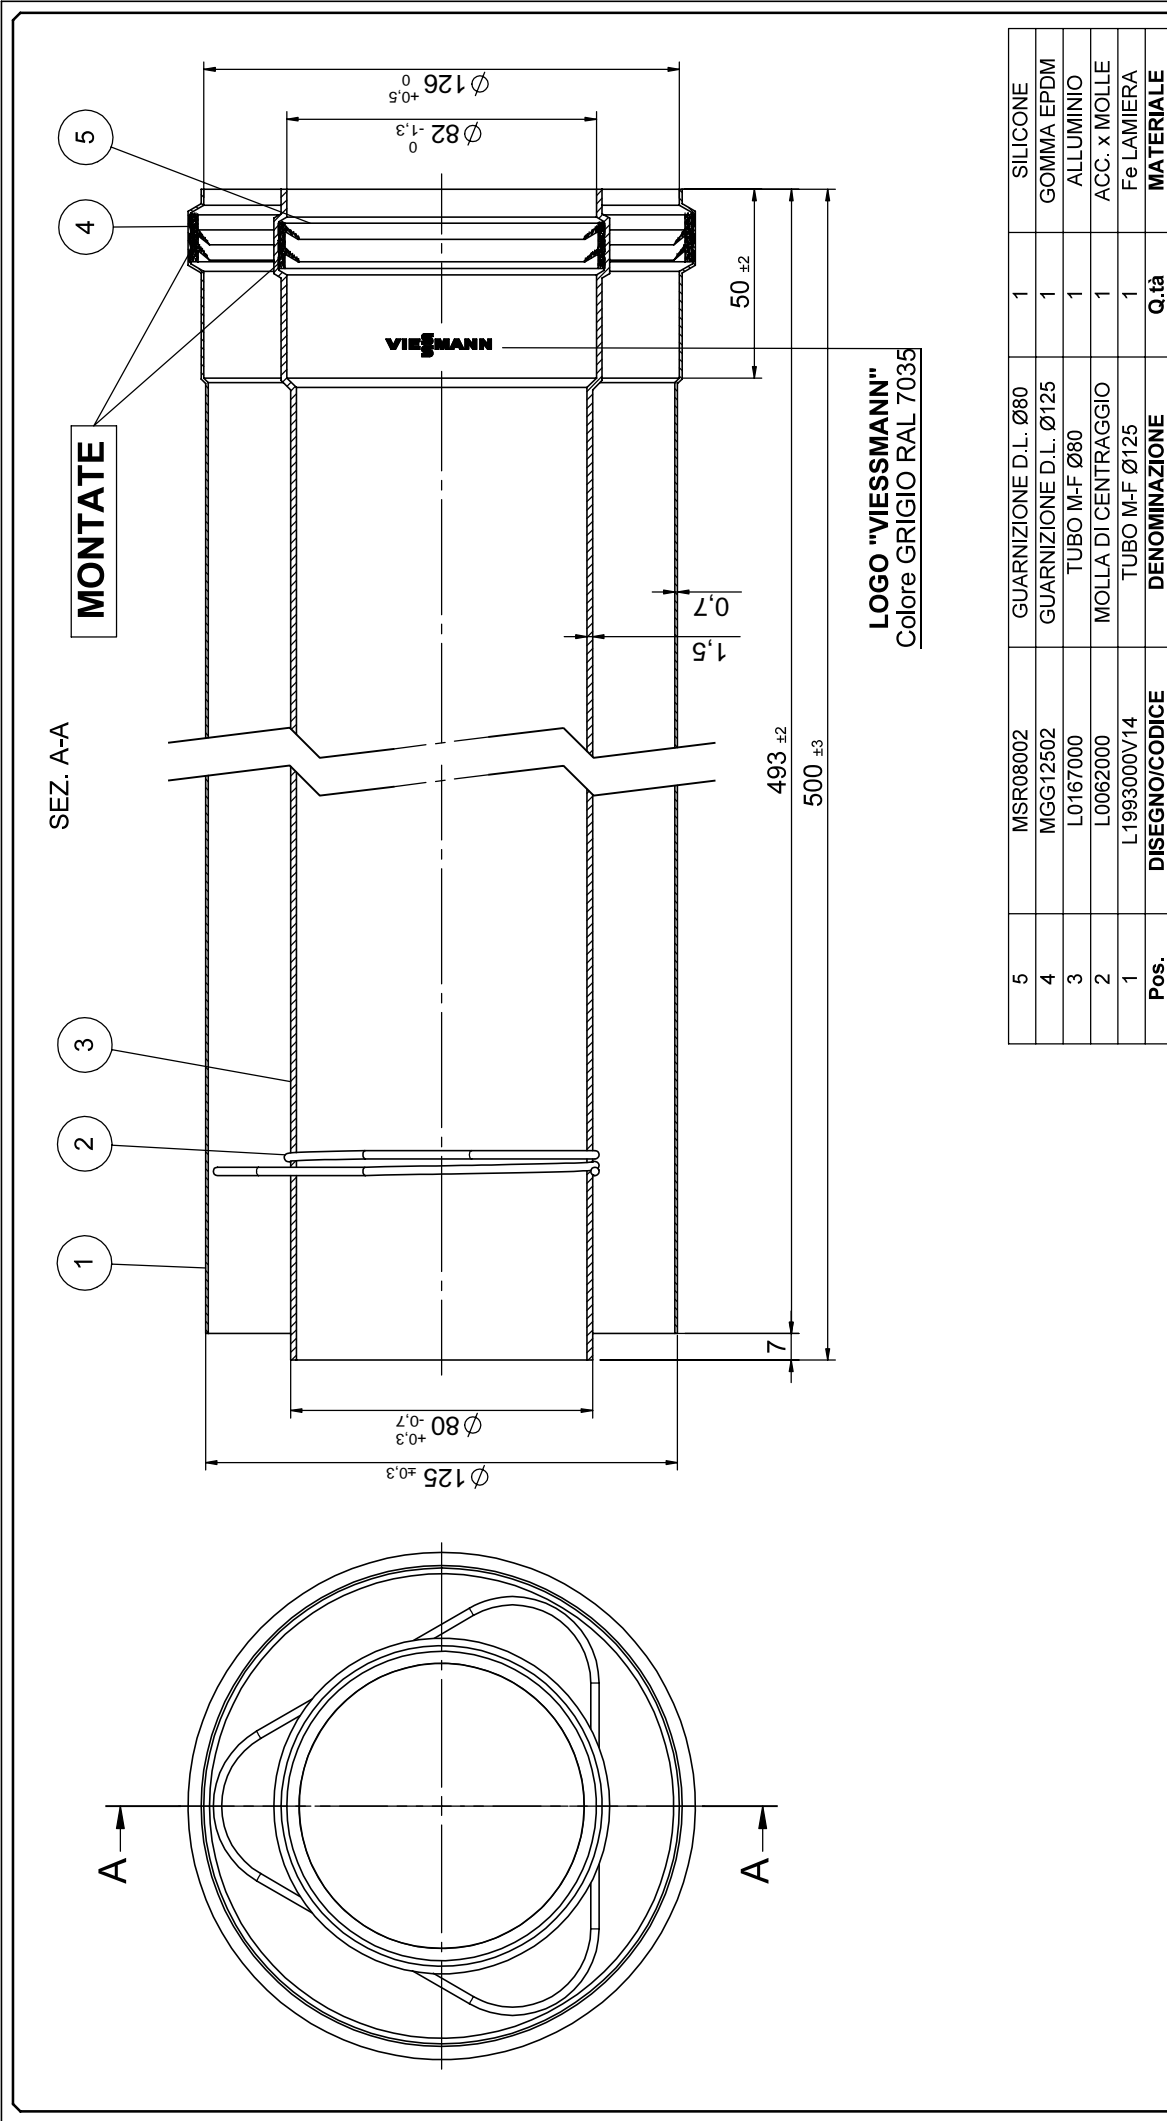 SEZ. A-A
1
2
3
4
5
MONTATE
Ø126 +0,5 0
Ø82 0 -1,3
VIESSMANN
50 ±2
LOGO "VIESSMANN"
Colore GRIGIO RAL 7035
0,7
1,5
493 ±2
500 ±3
7
Ø80 +0,3 -0,7
Ø125 ±0,3
A
A
5 MSR08002 GUARNIZIONE D.L. Ø80 1 SILICONE
4 MGG12502 GUARNIZIONE D.L. Ø125 1 GOMMA EPDM
3 L0167000 TUBO M-F Ø80 1 ALLUMINIO
2 L0062000 MOLLA DI CENTRAGGIO 1 ACC. x MOLLE
1 L1993000V14 TUBO M-F Ø125 1 Fe LAMIERA
Pos. DISEGNO/CODICE DENOMINAZIONE Q.tà MATERIALE